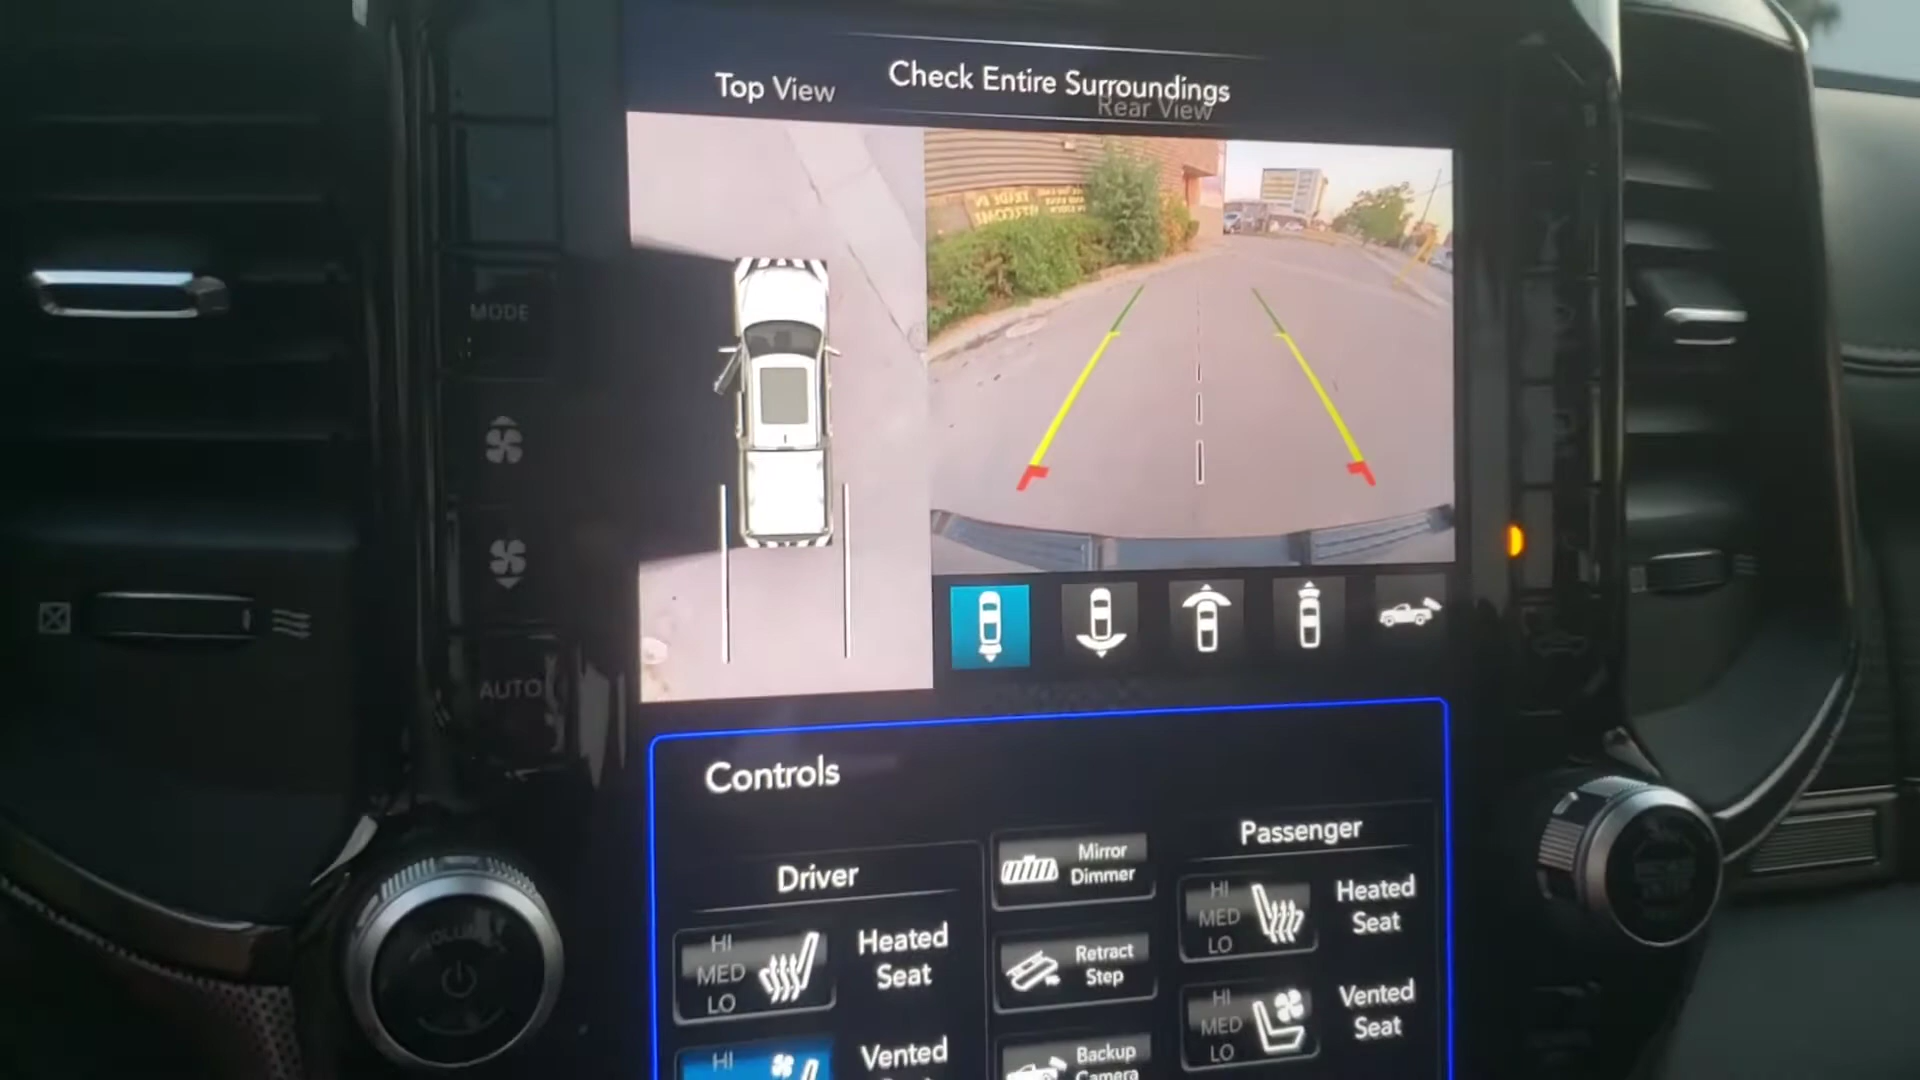 Check Entire Surroundings
Top View
Rear View
MODE
AUTO
Controls
Driver
Passenger
Mirror
Dimmer
HI
MED
LO
Heated
Seat
Retract
Step
HI
MED
LO
Heated
Seat
HI
MED
LO
Vented
Seat
HI
Vented
Backup
Camera